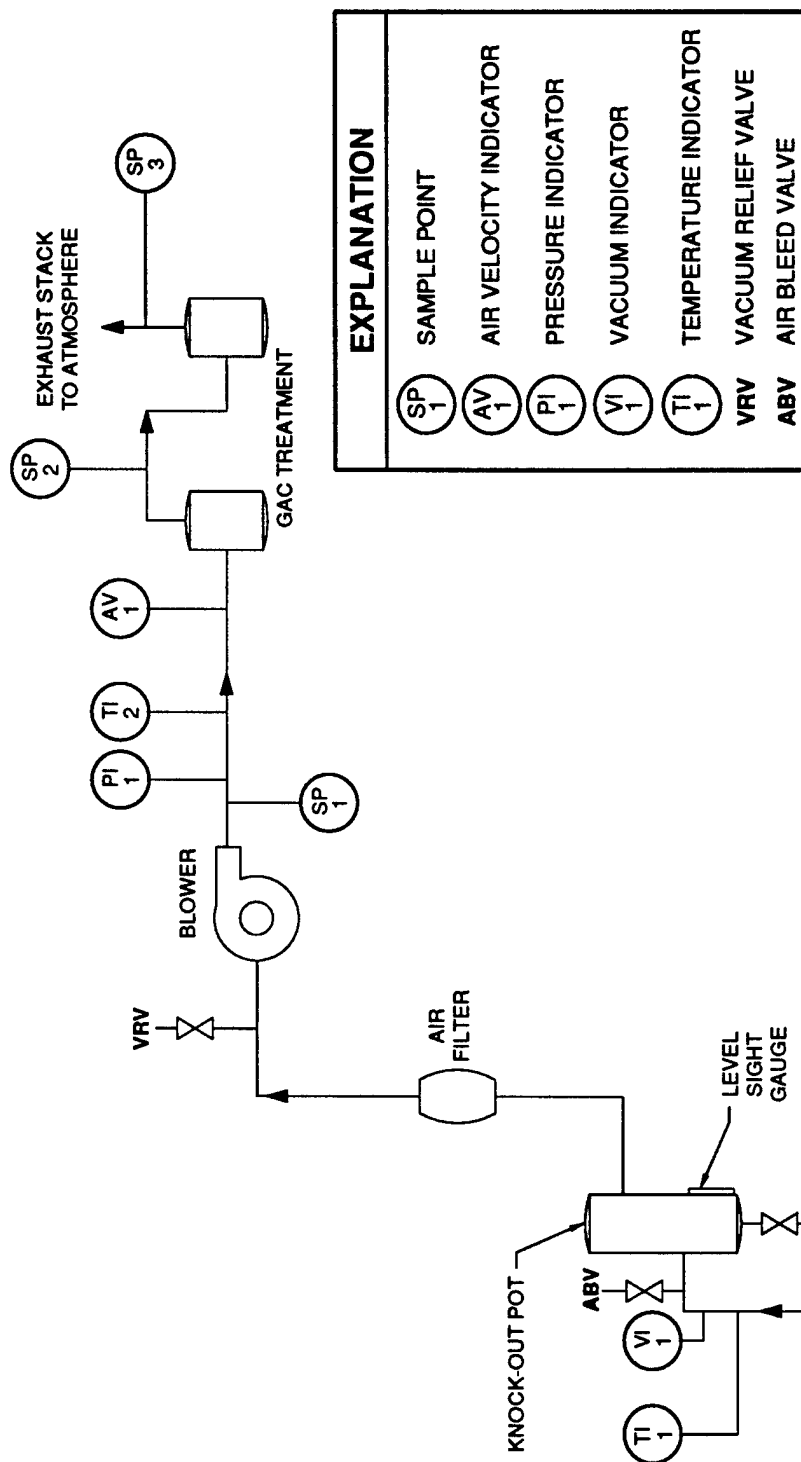 EXHAUST STACK
TO ATMOSPHERE
SP
3
SP
2
GAC TREATMENT
AV
1
TI
2
PI
1
SP
1
BLOWER
VRV
AIR
FILTER
LEVEL
SIGHT
GAUGE
KNOCK-OUT POT
ABV
VI
1
TI
1
EXPLANATION
SP
1
SAMPLE POINT
AV
1
AIR VELOCITY INDICATOR
PI
1
PRESSURE INDICATOR
VI
1
VACUUM INDICATOR
TI
1
TEMPERATURE INDICATOR
VRV VACUUM RELIEF VALVE
ABV AIR BLEED VALVE